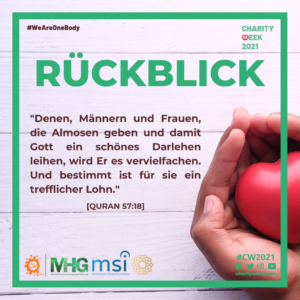 #WeAreOneBody
CHARITY
WEEK
2021
RÜCKBLICK
"Denen, Männern und Frauen,
die Almosen geben und damit
Gott ein schönes Darlehen
leihen, wird Er es vervielfachen.
Und bestimmt ist für sie ein
trefflicher Lohn."
[QURAN 57:18]
MHG msi
#CW2021